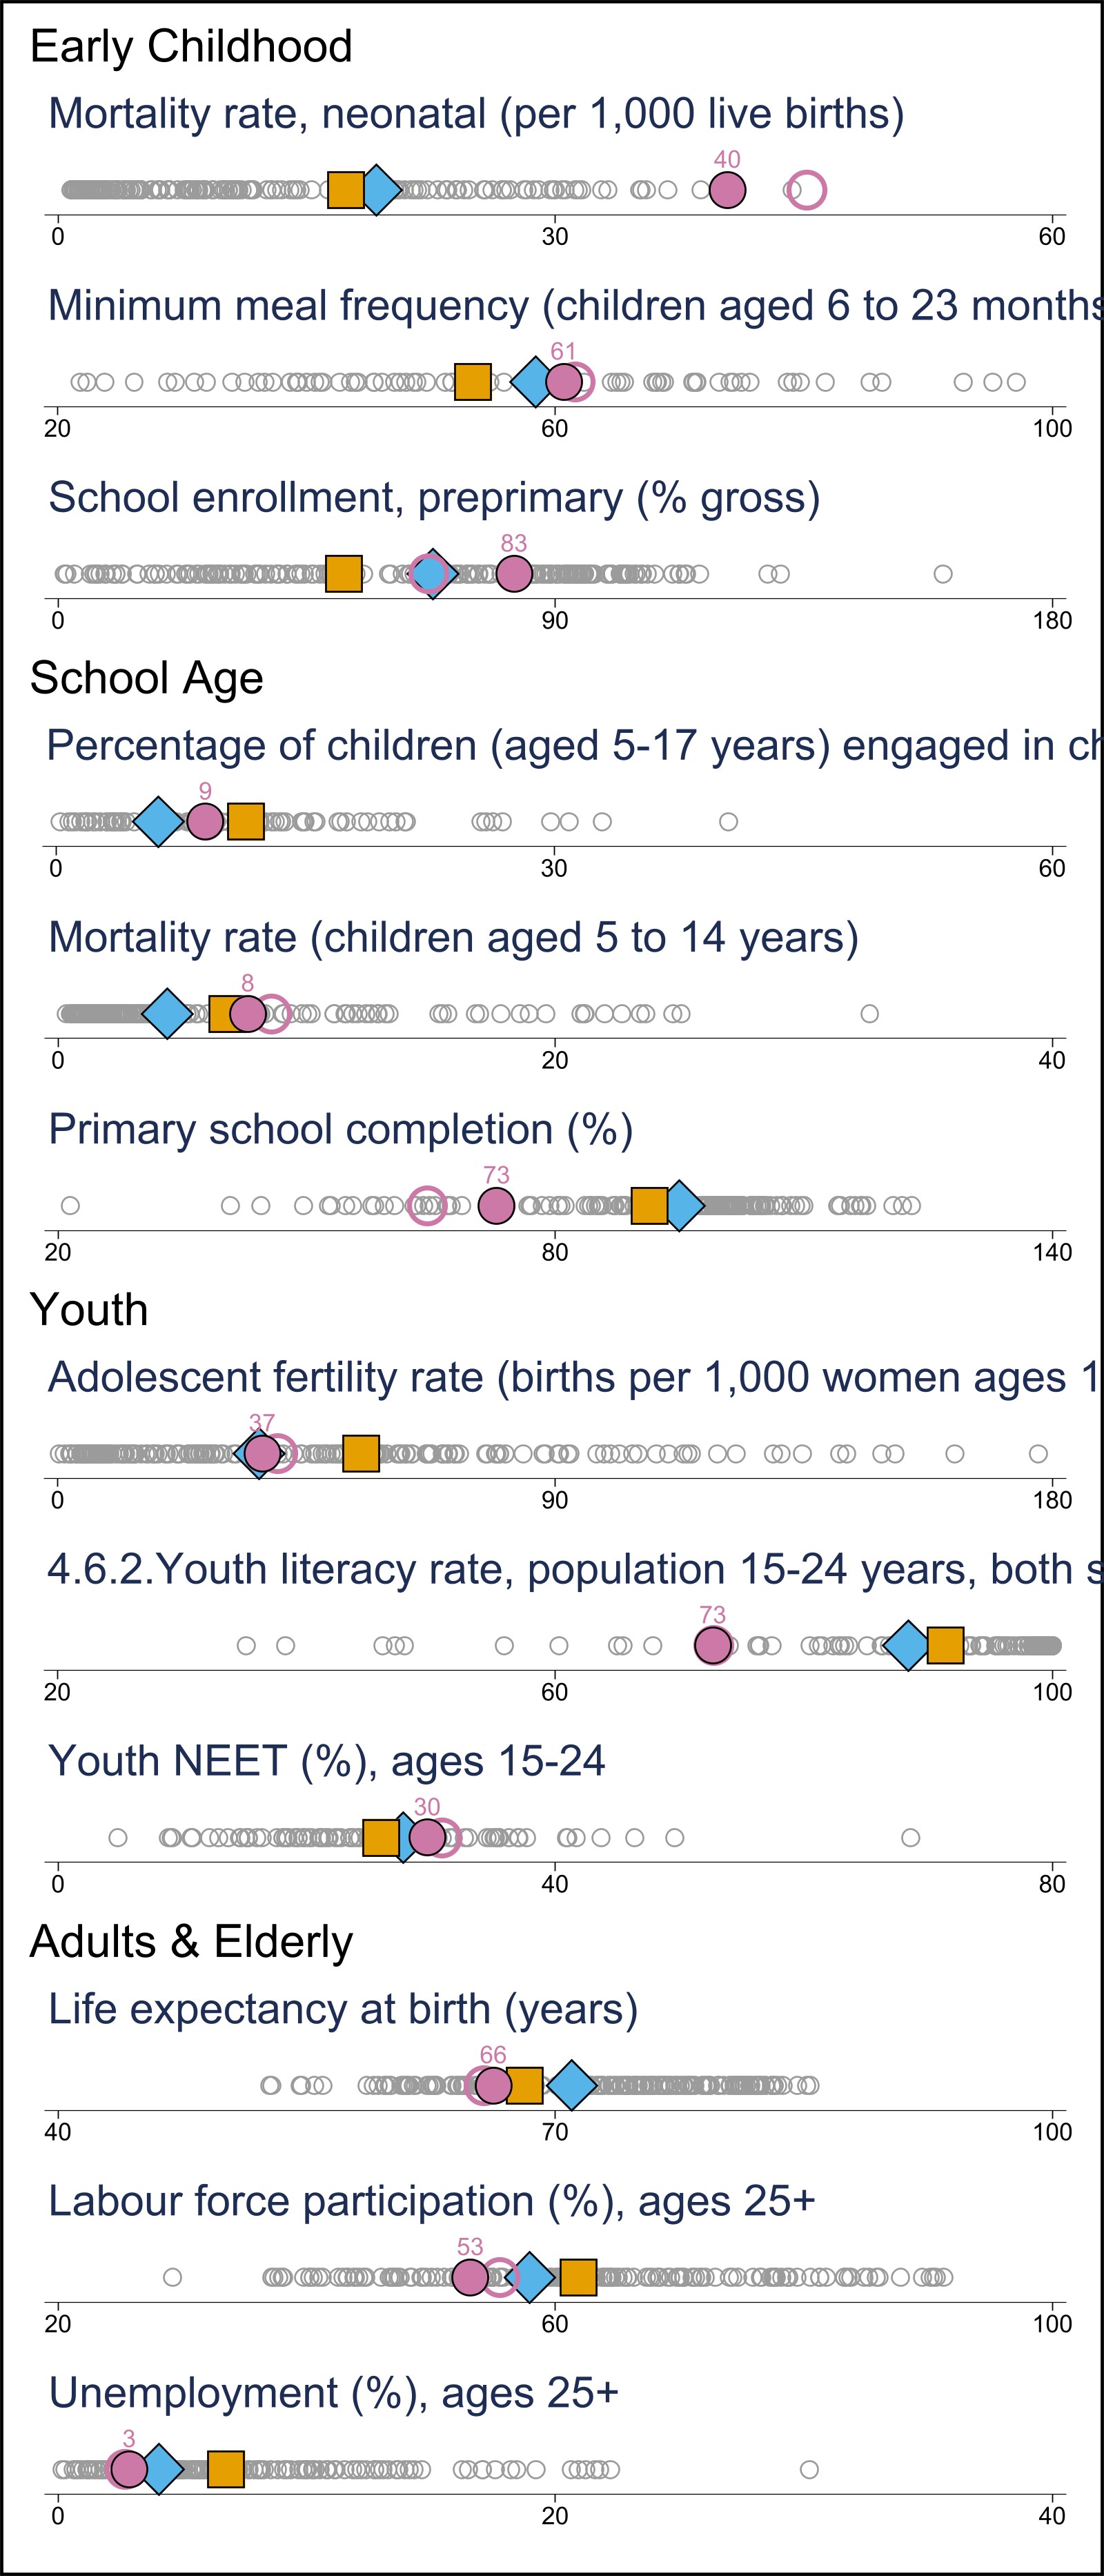 Early Childhood
Mortality rate, neonatal (per 1,000 live births)
40
0 30 60
Minimum meal frequency (children aged 6 to 23 months
61
20 60 100
School enrollment, preprimary (% gross)
83
0 90 180
School Age
Percentage of children (aged 5-17 years) engaged in ch
9
0 30 60
Mortality rate (children aged 5 to 14 years)
8
0 20 40
Primary school completion (%)
73
20 80 140
Youth
Adolescent fertility rate (births per 1,000 women ages 1
37
0 90 180
4.6.2.Youth literacy rate, population 15-24 years, both s
73
20 60 100
Youth NEET (%), ages 15-24
30
0 40 80
Adults & Elderly
Life expectancy at birth (years)
66
40 70 100
Labour force participation (%), ages 25+
53
20 60 100
Unemployment (%), ages 25+
3
0 20 40